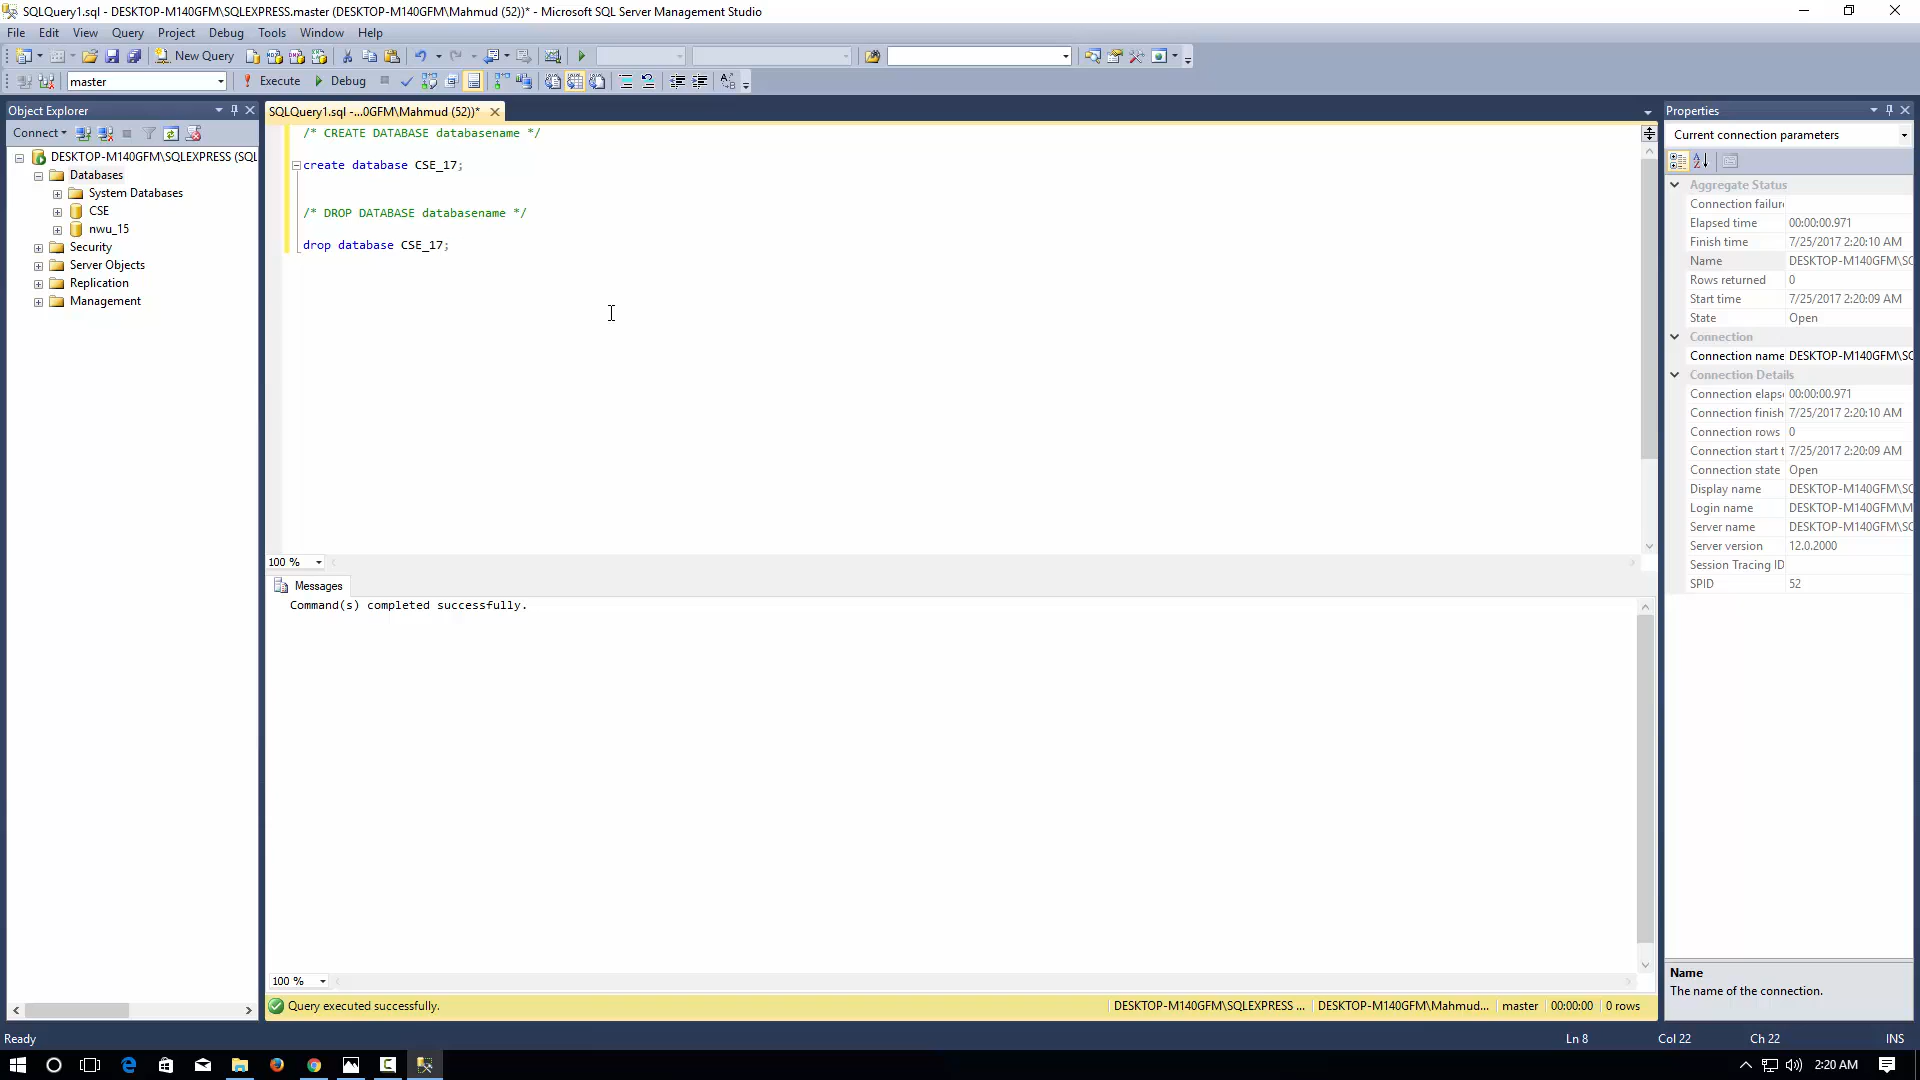 SQLQuery1.sql - DESKTOP-M140GFM\SQLEXPRESS.master (DESKTOP-M140GFM\Mahmud (52))* - Microsoft SQL Server Management Studio
File Edit View Query Project Debug Tools Window Help
New Query
master Execute Debug
Object Explorer
Connect
DESKTOP-M140GFM\SQLEXPRESS (SQL
Databases
System Databases
CSE
nwu_15
Security
Server Objects
Replication
Management
SQLQuery1.sql -...0GFM\Mahmud (52))*
/* CREATE DATABASE databasename */
create database CSE_17;
/* DROP DATABASE databasename */
drop database CSE_17;
100 %
Messages
Command(s) completed successfully.
100 %
Query executed successfully. DESKTOP-M140GFM\SQLEXPRESS ... DESKTOP-M140GFM\Mahmud... master 00:00:00 0 rows
Properties
Current connection parameters
Aggregate Status
Connection failure
Elapsed time 00:00:00.971
Finish time 7/25/2017 2:20:10 AM
Name DESKTOP-M140GFM\SQ
Rows returned 0
Start time 7/25/2017 2:20:09 AM
State Open
Connection
Connection name DESKTOP-M140GFM\SQ
Connection Details
Connection elaps 00:00:00.971
Connection finish 7/25/2017 2:20:10 AM
Connection rows 0
Connection start t 7/25/2017 2:20:09 AM
Connection state Open
Display name DESKTOP-M140GFM\SQ
Login name DESKTOP-M140GFM\M
Server name DESKTOP-M140GFM\SQ
Server version 12.0.2000
Session Tracing ID
SPID 52
Name
The name of the connection.
Ready Ln 8 Col 22 Ch 22 INS
2:20 AM